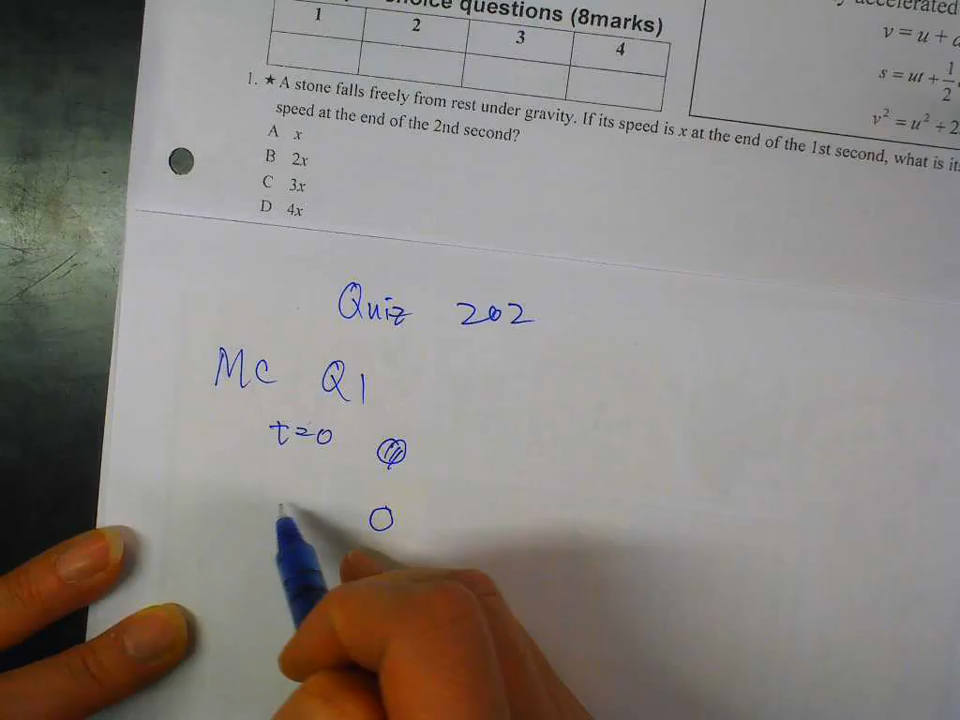 choice questions (8marks)
1 2 3 4
1. ★ A stone falls freely from rest under gravity. If its speed is x at the end of the 1st second, what is its
speed at the end of the 2nd second?
A x
B 2x
C 3x
D 4x
accelerated
v = u + a
s = ut + 1/2
v² = u² + 2
Quiz 202
MC Q1
t=0